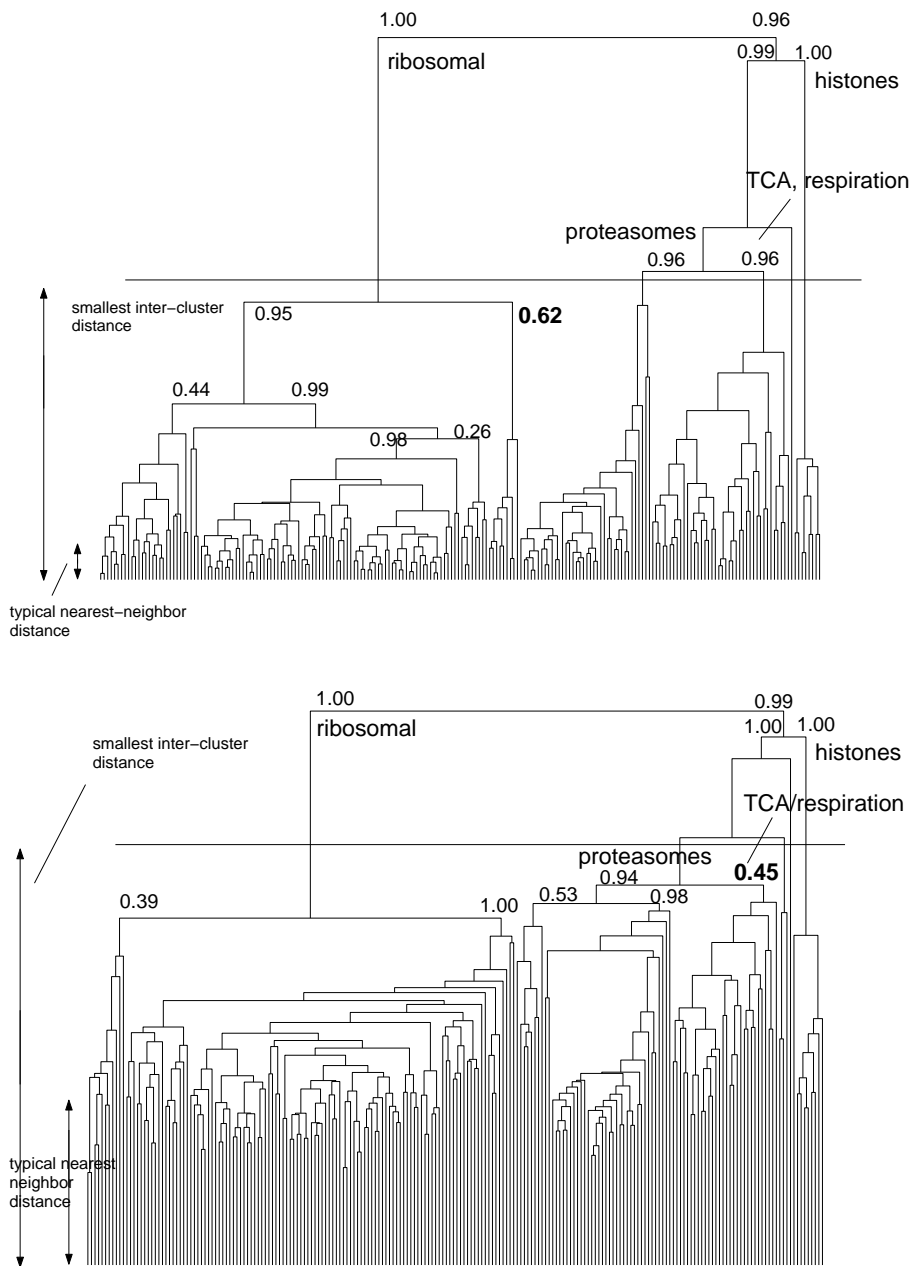 1.00
0.96
0.99
1.00
ribosomal
histones
TCA, respiration
proteasomes
0.96
0.96
smallest inter−cluster
distance
0.95
0.62
0.44
0.99
0.98
0.26
typical nearest−neighbor
distance
1.00
0.99
ribosomal
1.00
1.00
smallest inter−cluster
distance
histones
TCA/respiration
proteasomes
0.94
0.45
0.39
1.00
0.53
0.98
typical nearest
neighbor
distance